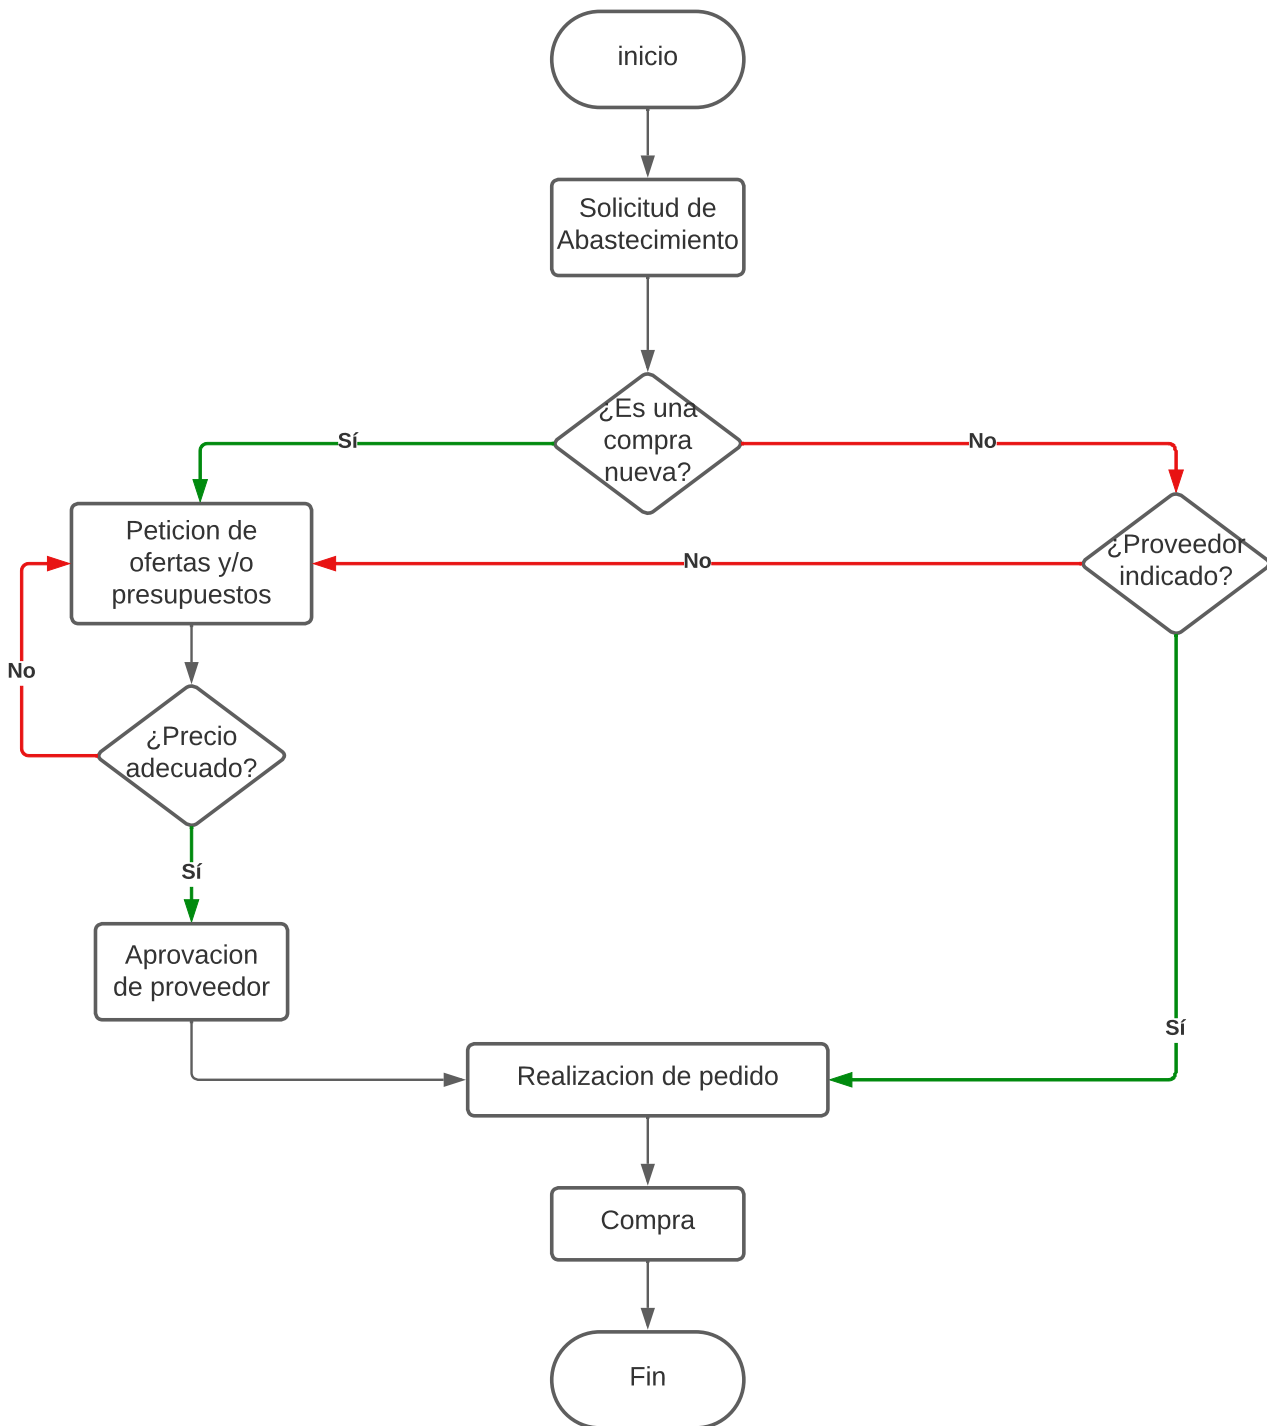 inicio
Solicitud de
Abastecimiento
¿Es una
compra
nueva?
Sí
No
Peticion de
ofertas y/o
presupuestos
No
¿Proveedor
indicado?
No
¿Precio
adecuado?
Sí
Aprovacion
de proveedor
Sí
Realizacion de pedido
Compra
Fin